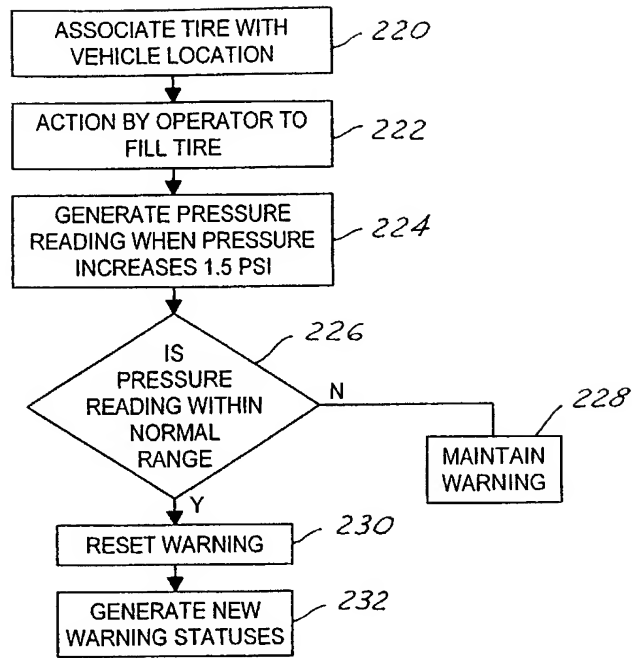 ASSOCIATE TIRE WITH
VEHICLE LOCATION
220
ACTION BY OPERATOR TO
FILL TIRE
222
GENERATE PRESSURE
READING WHEN PRESSURE
INCREASES 1.5 PSI
224
IS
PRESSURE
READING WITHIN
NORMAL
RANGE
226
N
MAINTAIN
WARNING
228
Y
RESET WARNING
230
GENERATE NEW
WARNING STATUSES
232